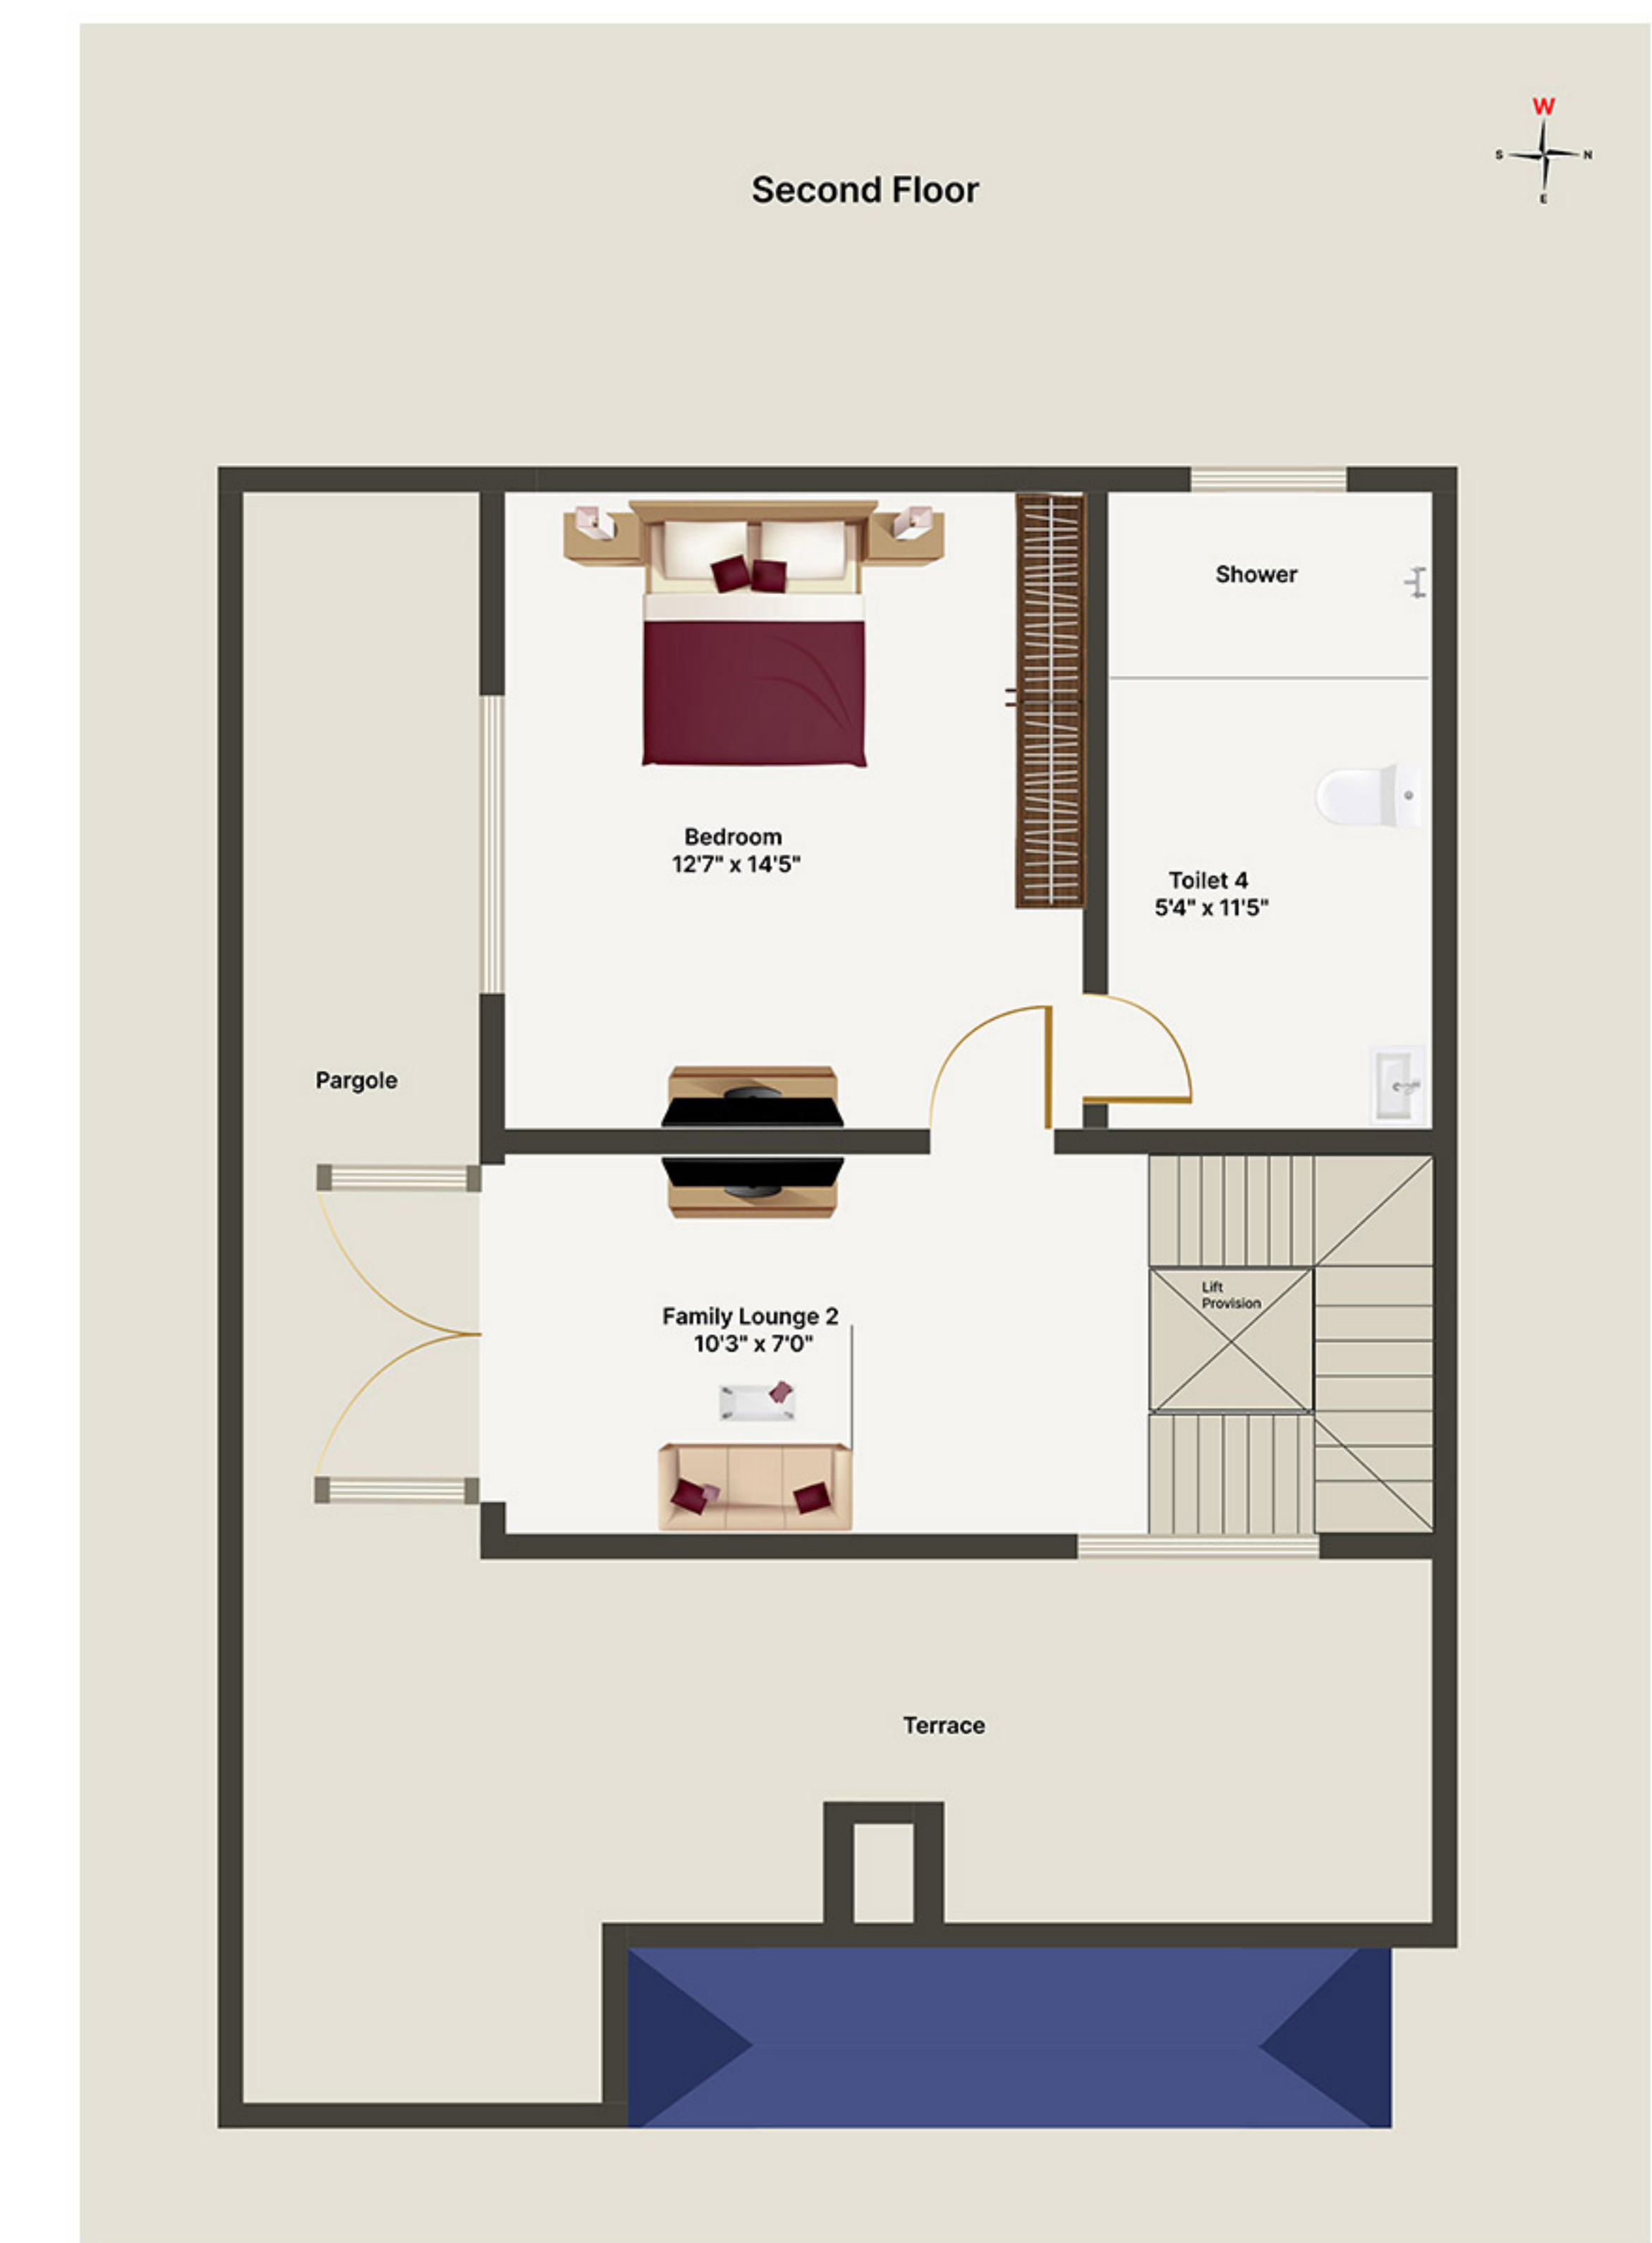 W
S N
E
Second Floor
Shower
Bedroom
12'7" x 14'5"
Toilet 4
5'4" x 11'5"
Pargole
Lift
Provision
Family Lounge 2
10'3" x 7'0"
Terrace